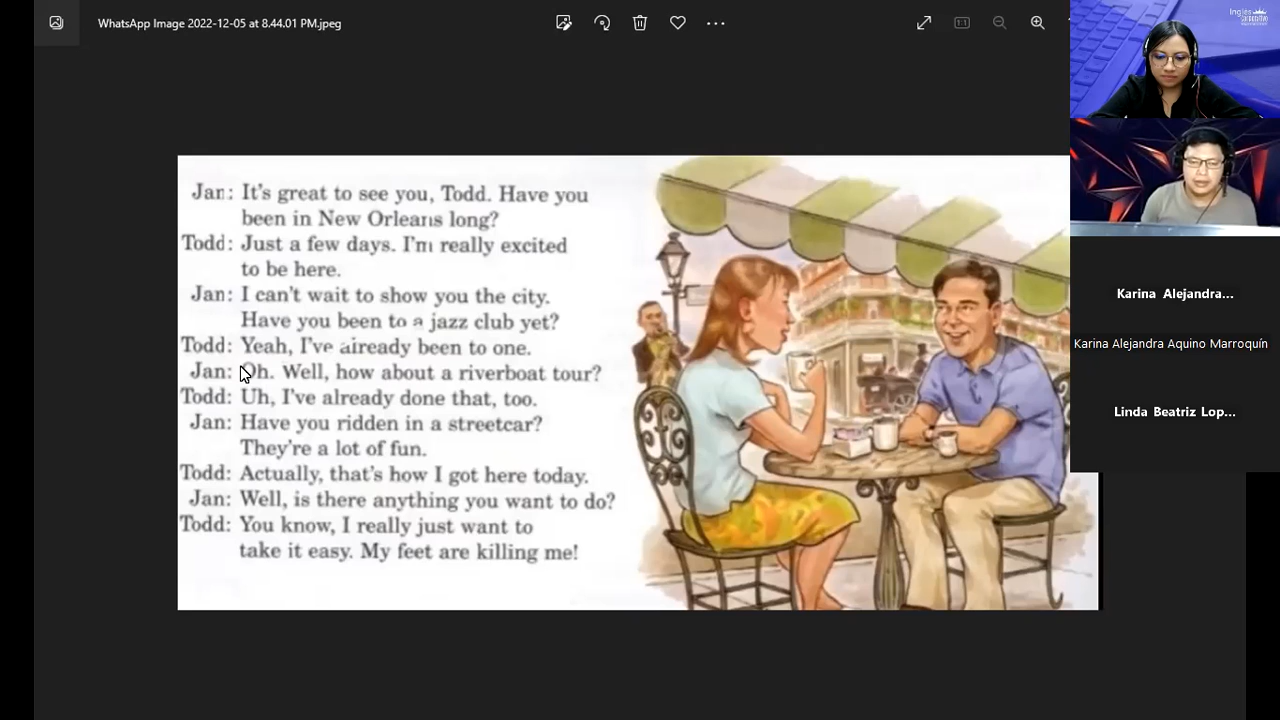 WhatsApp Image 2022-12-05 at 8.44.01 PM.jpeg
Jan: It's great to see you, Todd. Have you
been in New Orleans long?
Todd: Just a few days. I'm really excited
to be here.
Jan: I can't wait to show you the city.
Have you been to a jazz club yet?
Todd: Yeah, I've already been to one.
Jan: Oh. Well, how about a riverboat tour?
Todd: Uh, I've already done that, too.
Jan: Have you ridden in a streetcar?
They're a lot of fun.
Todd: Actually, that's how I got here today.
Jan: Well, is there anything you want to do?
Todd: You know, I really just want to
take it easy. My feet are killing me!
1:1
Inglés
Karina Alejandra...
Karina Alejandra Aquino Marroquín
Linda Beatriz Lop...